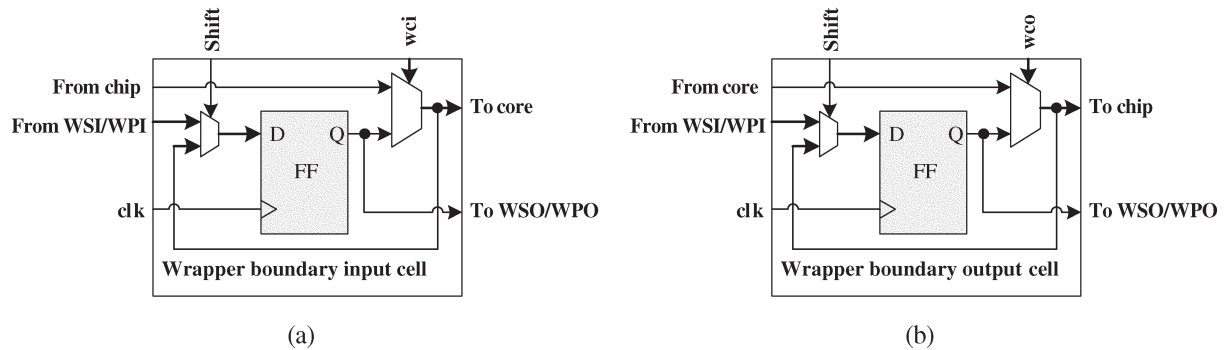 Shift
wci
From chip
To core
From WSI/WPI
D
Q
FF
clk
To WSO/WPO
Wrapper boundary input cell
(a)
Shift
wco
From core
To chip
From WSI/WPI
D
Q
FF
clk
To WSO/WPO
Wrapper boundary output cell
(b)